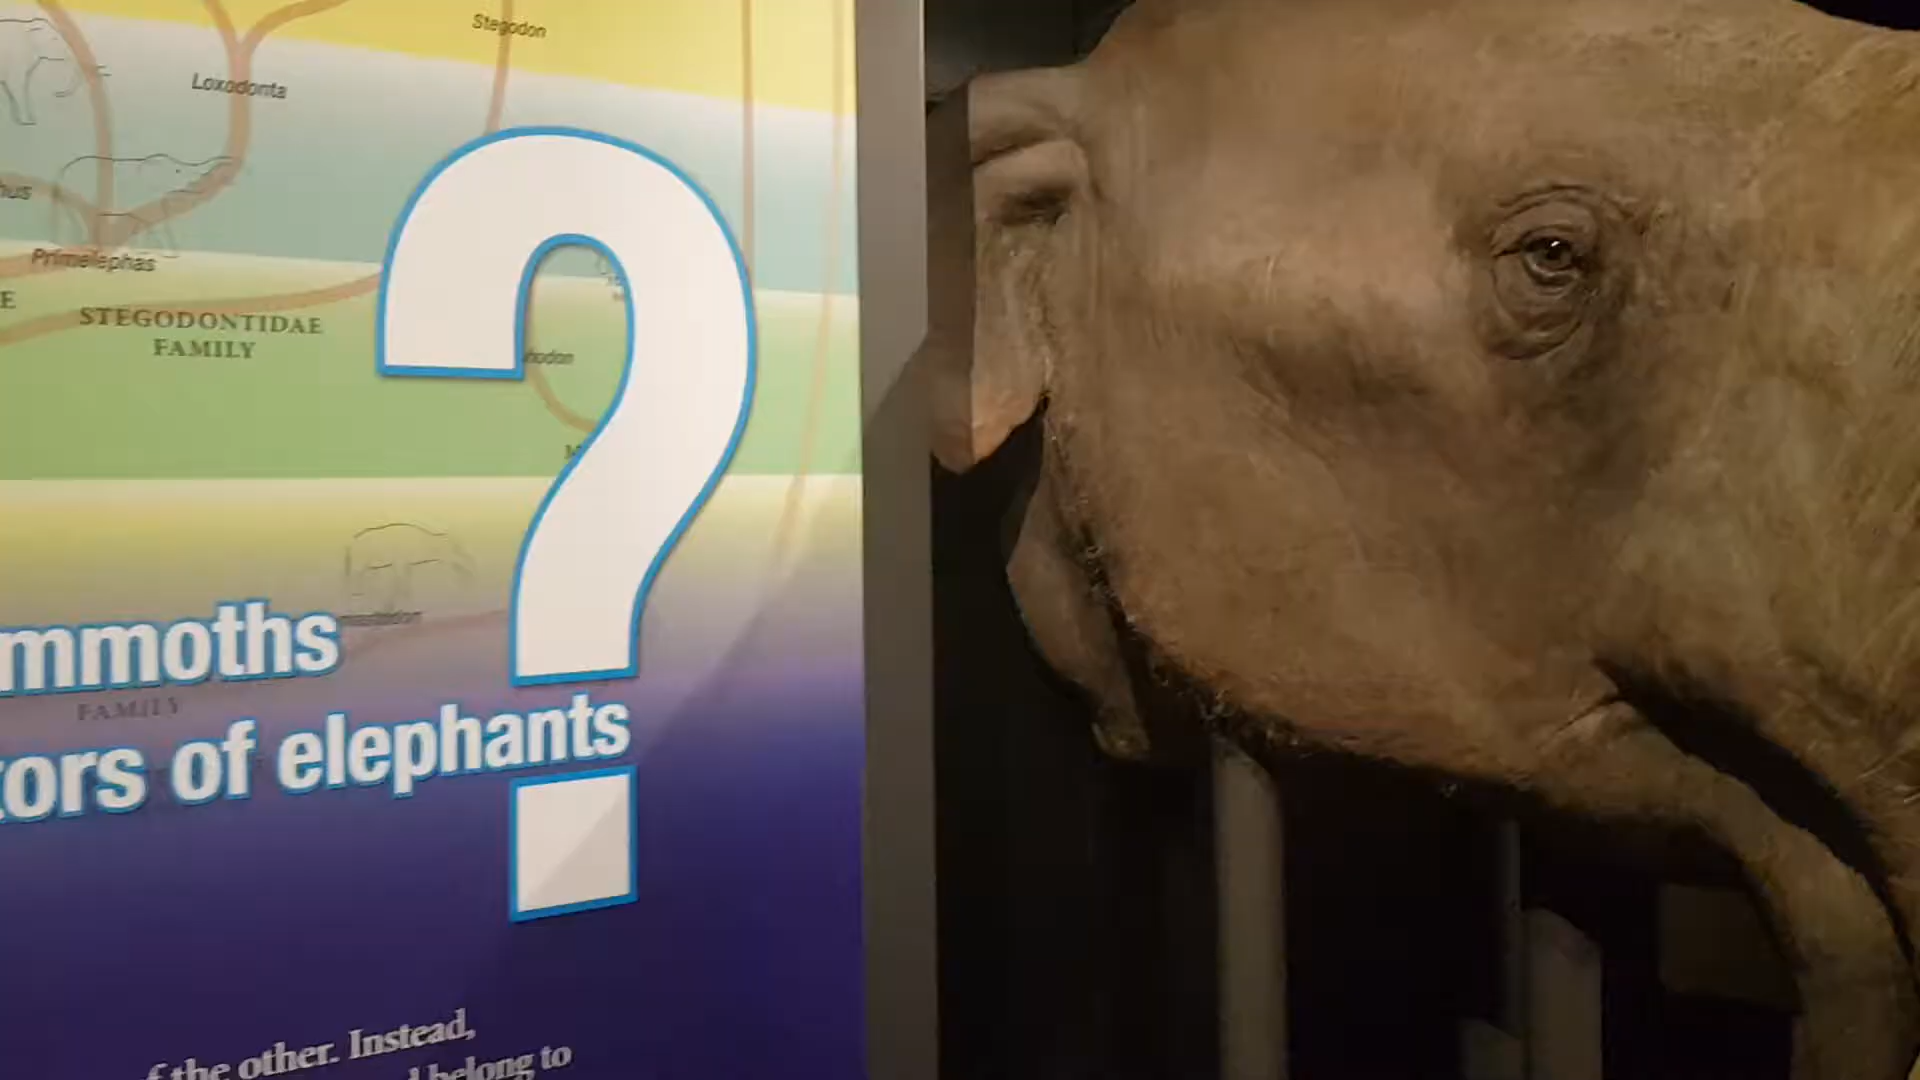 Stegodon
Loxodonta
Primelephas
STEGODONTIDAE
FAMILY
?
mmoths
FAMILY
tors of elephants
the other. Instead,
belong to